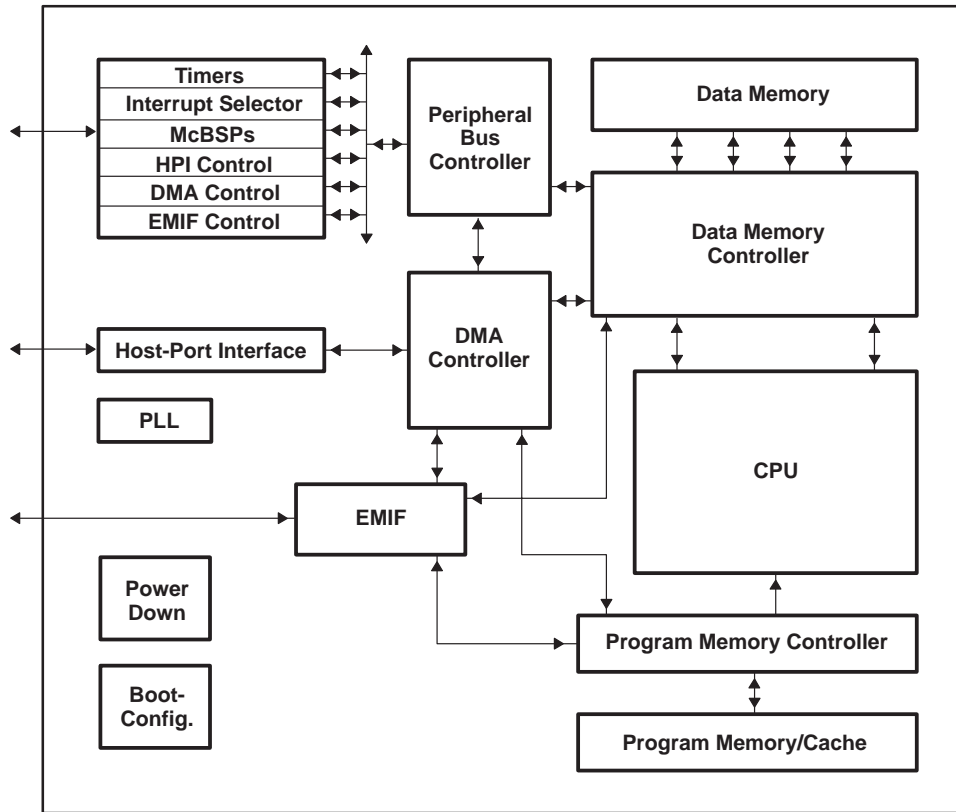 Timers
Interrupt Selector
McBSPs
HPI Control
DMA Control
EMIF Control
Peripheral
Bus
Controller
Data Memory
Data Memory
Controller
Host-Port Interface
DMA
Controller
PLL
CPU
EMIF
Power
Down
Program Memory Controller
Boot-
Config.
Program Memory/Cache